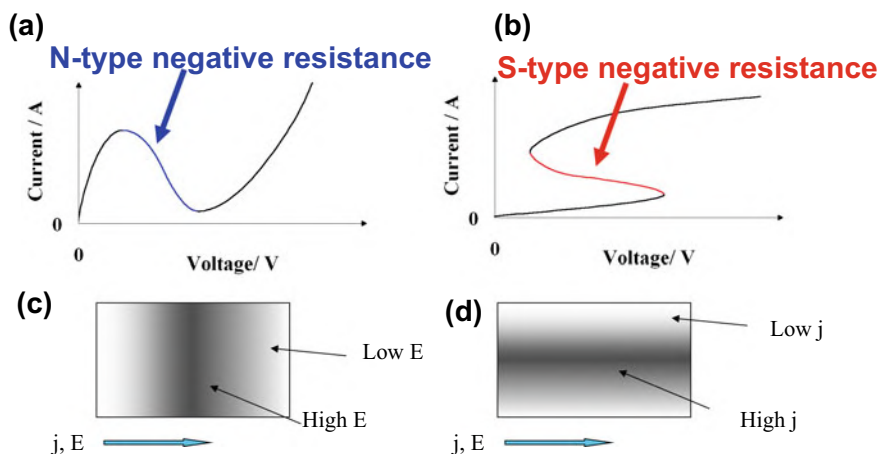 (a)
N-type negative resistance
Current / A
0
0
Voltage/ V
(b)
S-type negative resistance
Current / A
0
0
Voltage/ V
(c)
Low E
High E
j, E
(d)
Low j
High j
j, E